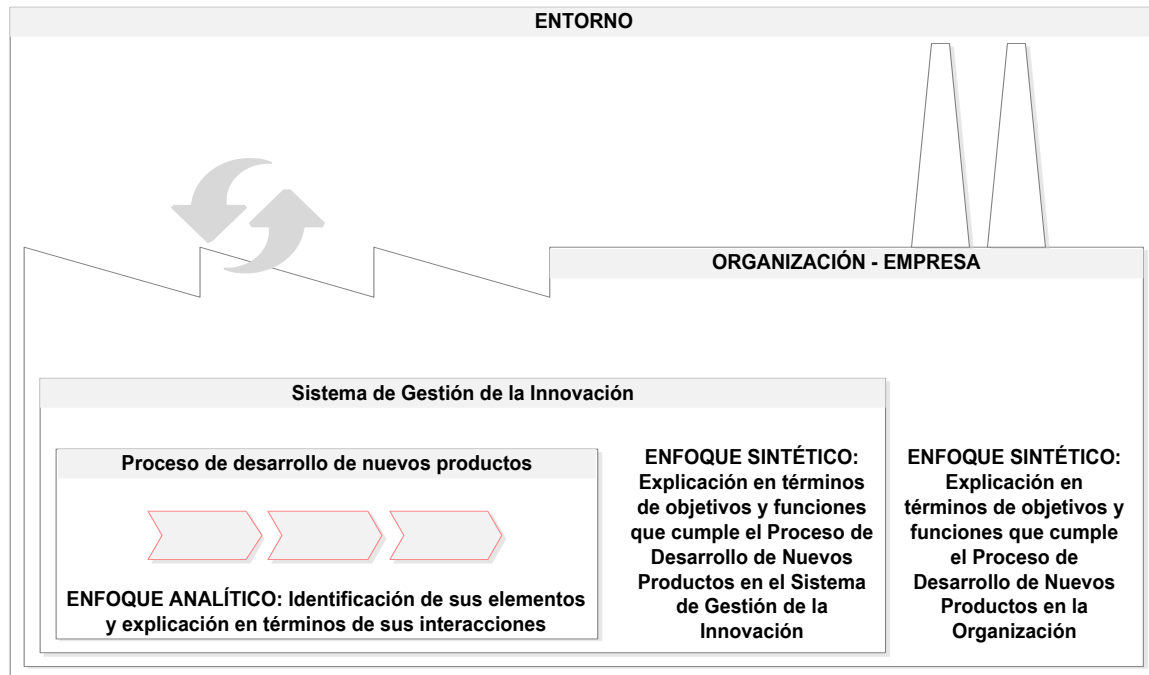 ENTORNO
ORGANIZACIÓN - EMPRESA
Sistema de Gestión de la Innovación
Proceso de desarrollo de nuevos productos
ENFOQUE ANALÍTICO: Identificación de sus elementos
y explicación en términos de sus interacciones
ENFOQUE SINTÉTICO:
Explicación en términos
de objetivos y funciones
que cumple el Proceso de
Desarrollo de Nuevos
Productos en el Sistema
de Gestión de la
Innovación
ENFOQUE SINTÉTICO:
Explicación en
términos de objetivos y
funciones que cumple
el Proceso de
Desarrollo de Nuevos
Productos en la
Organización